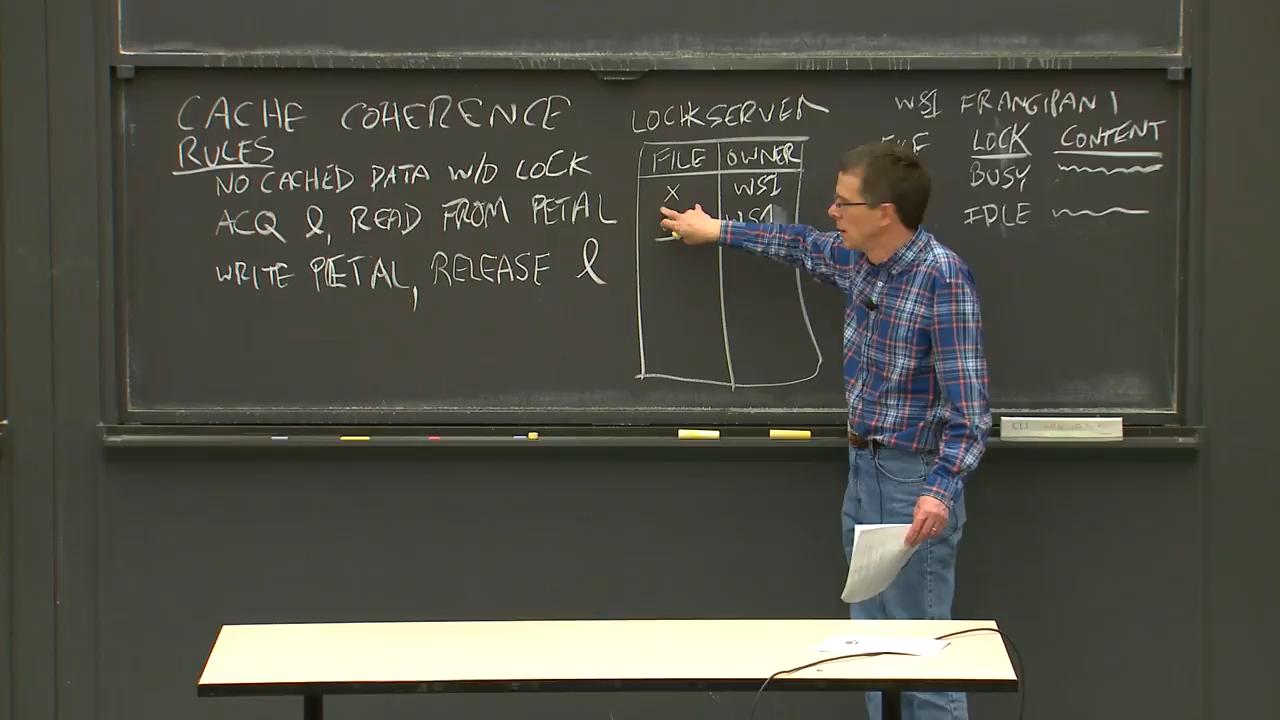 CACHE COHERENCE
RULES
NO CACHED DATA W/O LOCK
ACQ l, READ FROM PETAL
WRITE PETAL, RELEASE l
LOCKSERVER
FILE OWNER
X WS1
WS1
WS1 FRANGIPANI
LOCK CONTENT
BUSY
IDLE